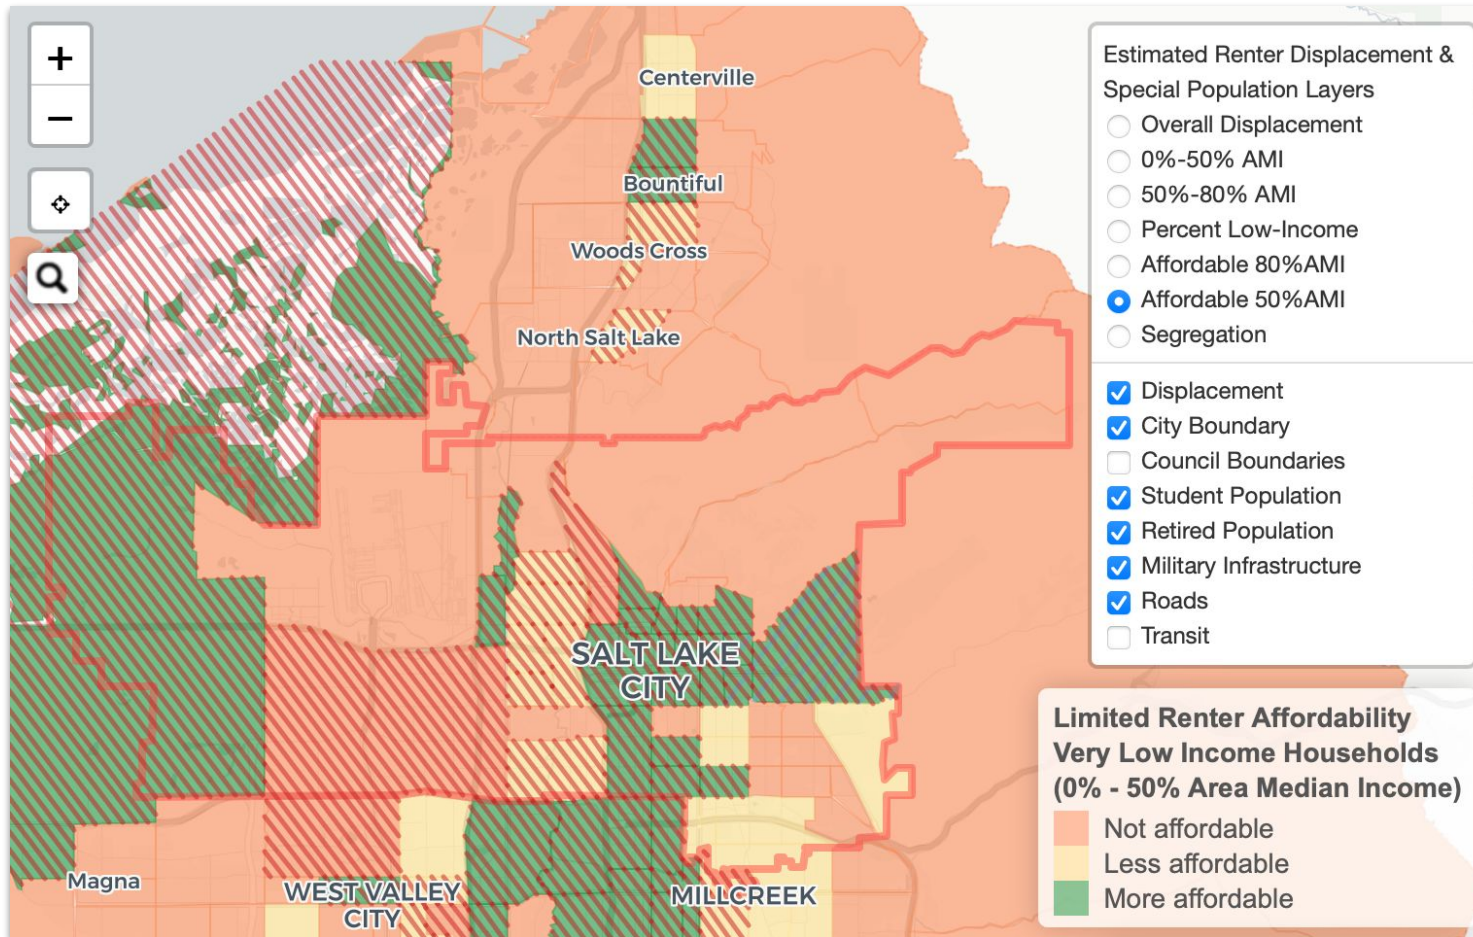 +
−
Centerville
Bountiful
Woods Cross
North Salt Lake
SALT LAKE
CITY
Magna
WEST VALLEY
CITY
MILLCREEK
Estimated Renter Displacement &
Special Population Layers
Overall Displacement
0%-50% AMI
50%-80% AMI
Percent Low-Income
Affordable 80%AMI
Affordable 50%AMI
Segregation
Displacement
City Boundary
Council Boundaries
Student Population
Retired Population
Military Infrastructure
Roads
Transit
Limited Renter Affordability
Very Low Income Households
(0% - 50% Area Median Income)
Not affordable
Less affordable
More affordable